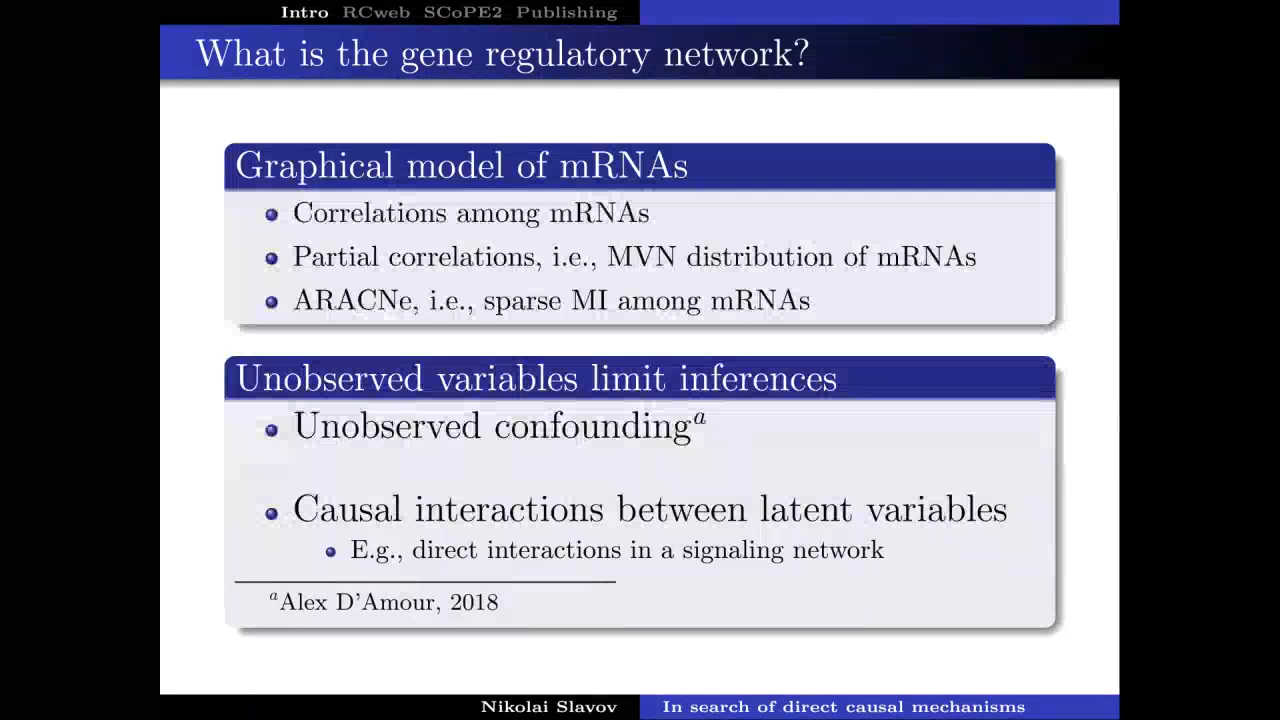 Intro RCweb SCoPE2 Publishing
What is the gene regulatory network?
Graphical model of mRNAs
Correlations among mRNAs
Partial correlations, i.e., MVN distribution of mRNAs
ARACNe, i.e., sparse MI among mRNAs
Unobserved variables limit inferences
Unobserved confounding^a
Causal interactions between latent variables
E.g., direct interactions in a signaling network
^aAlex D'Amour, 2018
Nikolai Slavov In search of direct causal mechanisms